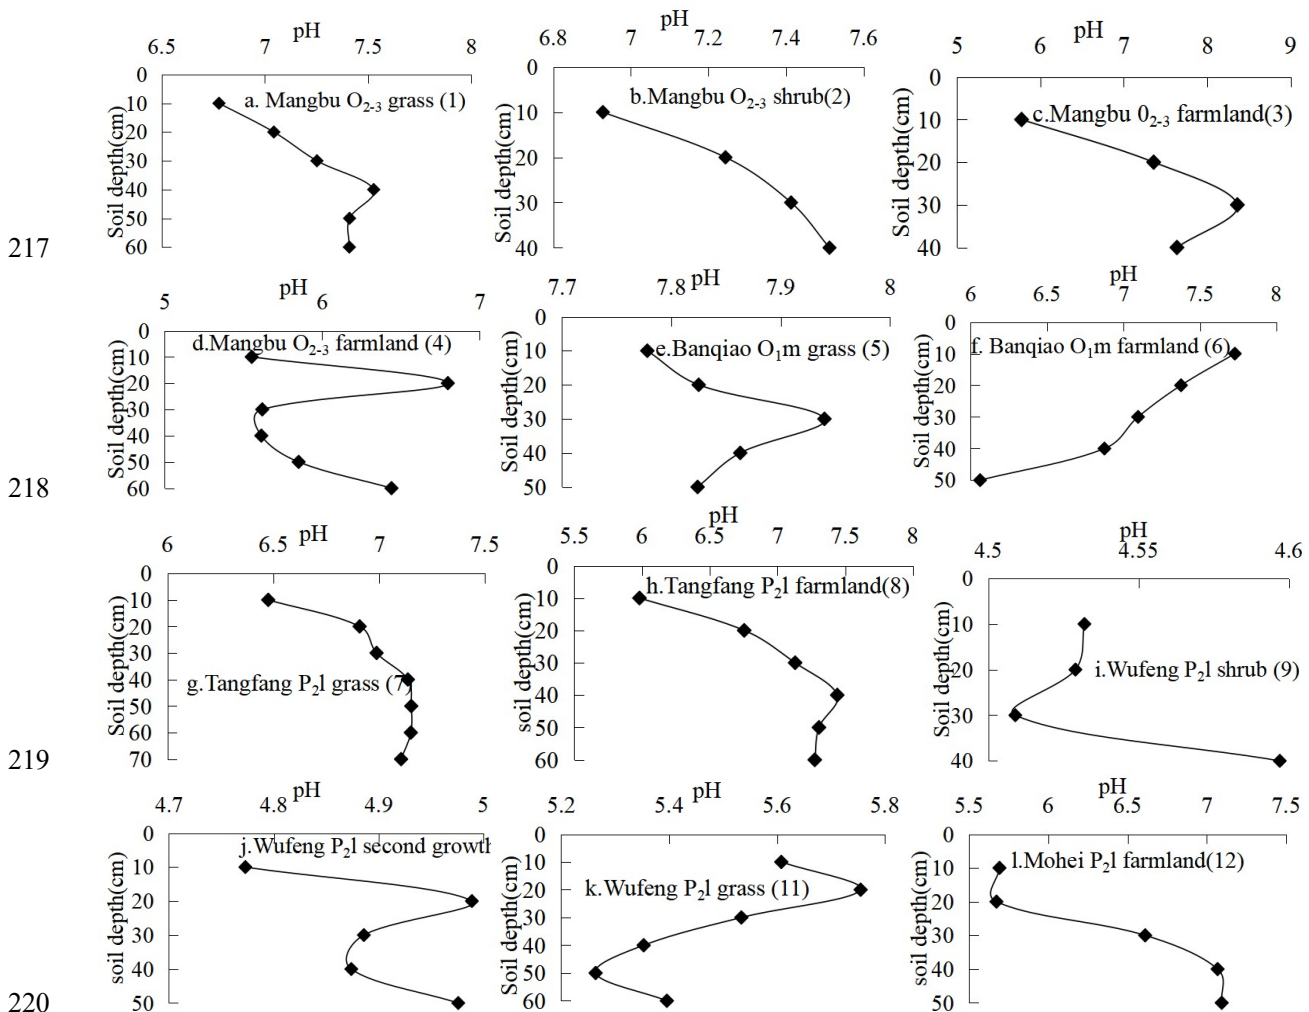 pH
6.5 7 7.5 8
0
10
20
30
40
50
60
Soil depth(cm)
a. Mangbu O2-3 grass (1)
pH
6.8 7 7.2 7.4 7.6
0
10
20
30
40
Soil depth(cm)
b.Mangbu O2-3 shrub(2)
pH
5 6 7 8 9
0
10
20
30
40
Soil depth(cm)
c.Mangbu 02-3 farmland(3)
217
pH
5 6 7
0
10
20
30
40
50
60
Soil depth(cm)
d.Mangbu O2-3 farmland (4)
pH
7.7 7.8 7.9 8
0
10
20
30
40
50
Soil depth(cm)
e.Banqiao O1m grass (5)
pH
6 6.5 7 7.5 8
0
10
20
30
40
50
Soil depth(cm)
f. Banqiao O1m farmland (6)
218
pH
6 6.5 7 7.5
0
10
20
30
40
50
60
70
Soil depth(cm)
g.Tangfang P2l grass (7)
pH
5.5 6 6.5 7 7.5 8
0
10
20
30
40
50
60
soil depth(cm)
h.Tangfang P2l farmland(8)
pH
4.5 4.55 4.6
0
10
20
30
40
Soil depth(cm)
i.Wufeng P2l shrub (9)
219
pH
4.7 4.8 4.9 5
0
10
20
30
40
50
soil depth(cm)
j.Wufeng P2l second growth
pH
5.2 5.4 5.6 5.8
0
10
20
30
40
50
60
Soil depth(cm)
k.Wufeng P2l grass (11)
pH
5.5 6 6.5 7 7.5
0
10
20
30
40
50
soil depth(cm)
l.Mohei P2l farmland(12)
220